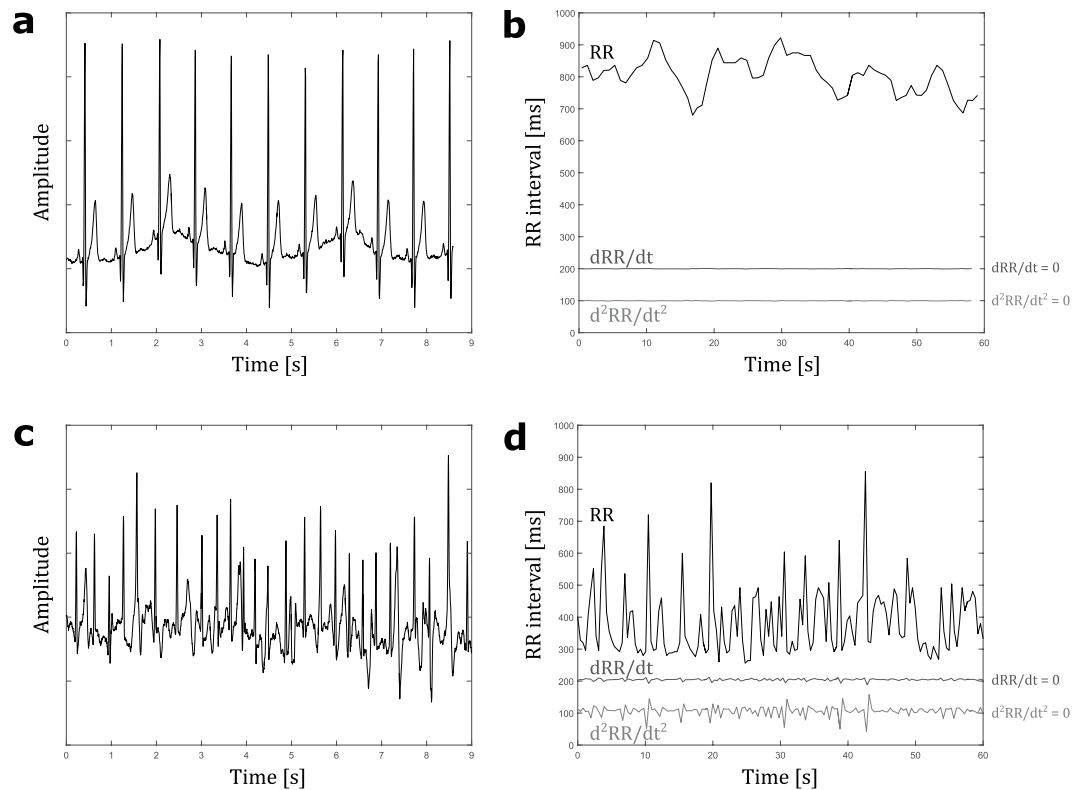 a
Amplitude
0 1 2 3 4 5 6 7 8 9
Time [s]
b
RR interval [ms]
1000
900
800
700
600
500
400
300
200
100
0
RR
dRR/dt
d²RR/dt²
dRR/dt = 0
d²RR/dt² = 0
0 10 20 30 40 50 60
Time [s]
c
Amplitude
0 1 2 3 4 5 6 7 8 9
Time [s]
d
RR interval [ms]
1000
900
800
700
600
500
400
300
200
100
0
RR
dRR/dt
d²RR/dt²
dRR/dt = 0
d²RR/dt² = 0
0 10 20 30 40 50 60
Time [s]